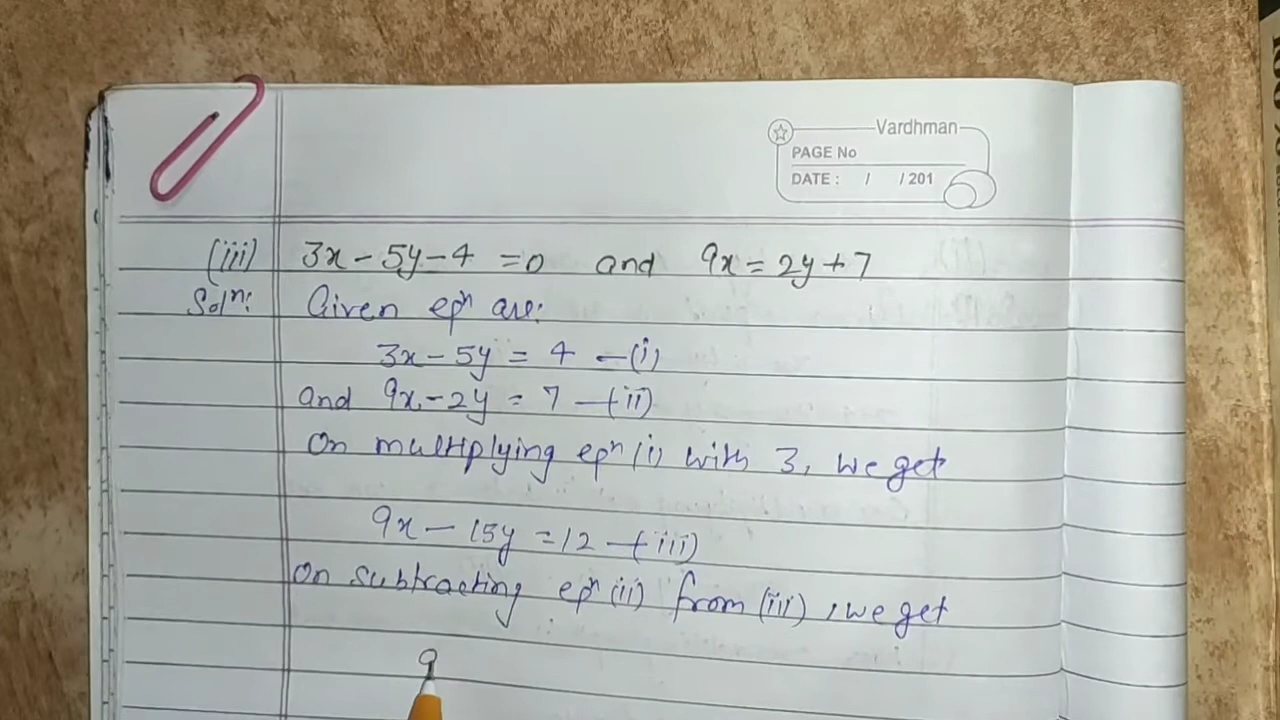 Vardhman
PAGE No
DATE : / / 201
(iii) 3x - 5y - 4 = 0 and 9x = 2y + 7
Solⁿ: Given eqⁿ are:
3x - 5y = 4 -(i)
and 9x - 2y = 7 -(ii)
On multiplying eqⁿ (i) with 3, we get
9x - 15y = 12 -(iii)
On subtracting eqⁿ (ii) from (iii), we get
9